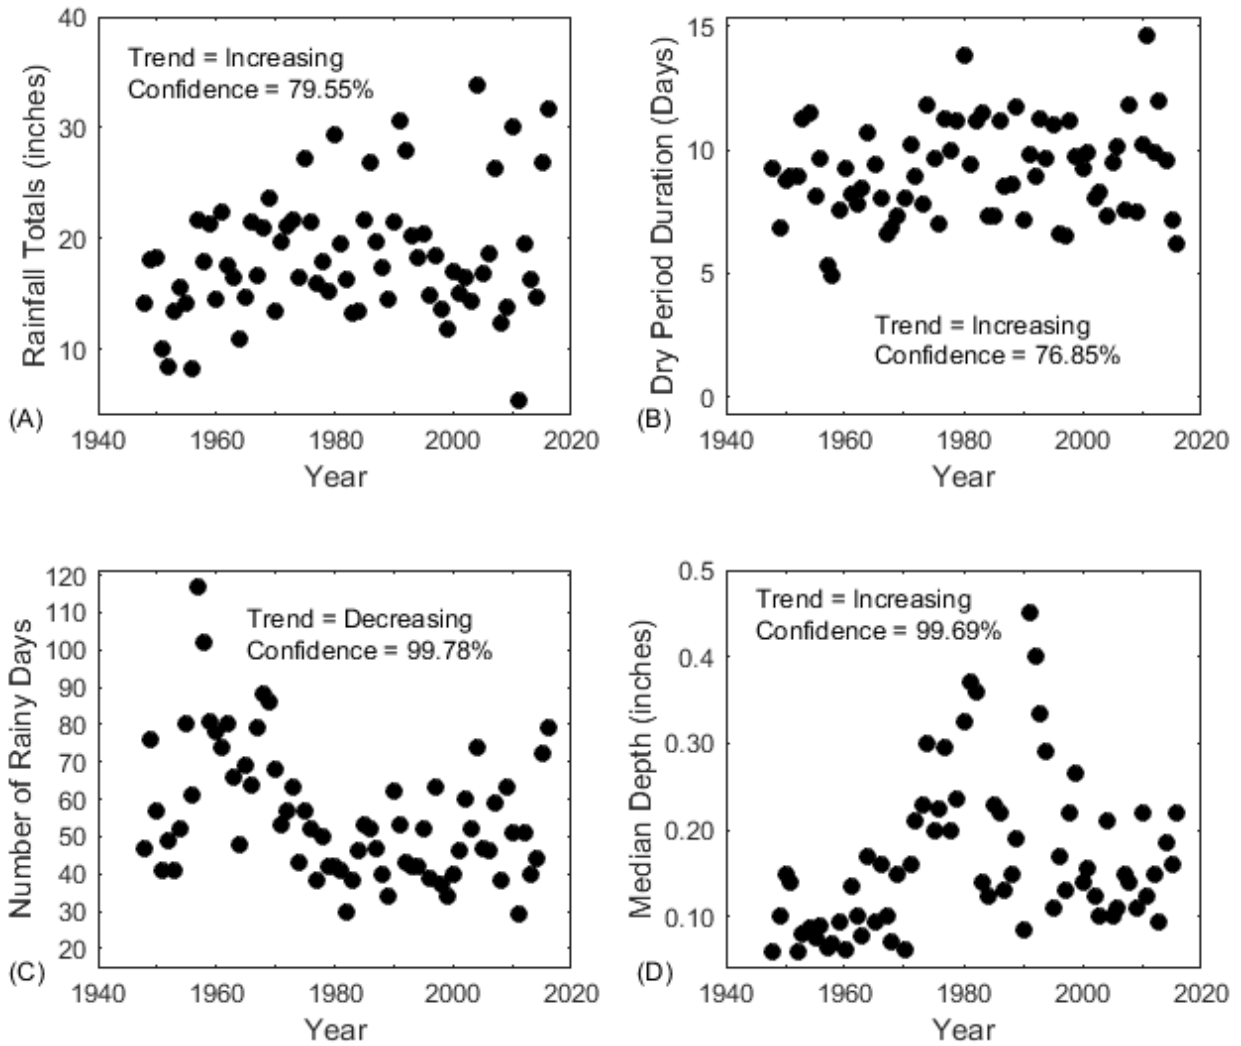 40
30
20
10
Rainfall Totals (inches)
Trend = Increasing
Confidence = 79.55%
(A)
1940 1960 1980 2000 2020
Year
15
10
5
0
Dry Period Duration (Days)
Trend = Increasing
Confidence = 76.85%
(B)
1940 1960 1980 2000 2020
Year
120
110
100
90
80
70
60
50
40
30
20
Number of Rainy Days
Trend = Decreasing
Confidence = 99.78%
(C)
1940 1960 1980 2000 2020
Year
0.5
0.4
0.30
0.20
0.10
Median Depth (inches)
Trend = Increasing
Confidence = 99.69%
(D)
1940 1960 1980 2000 2020
Year